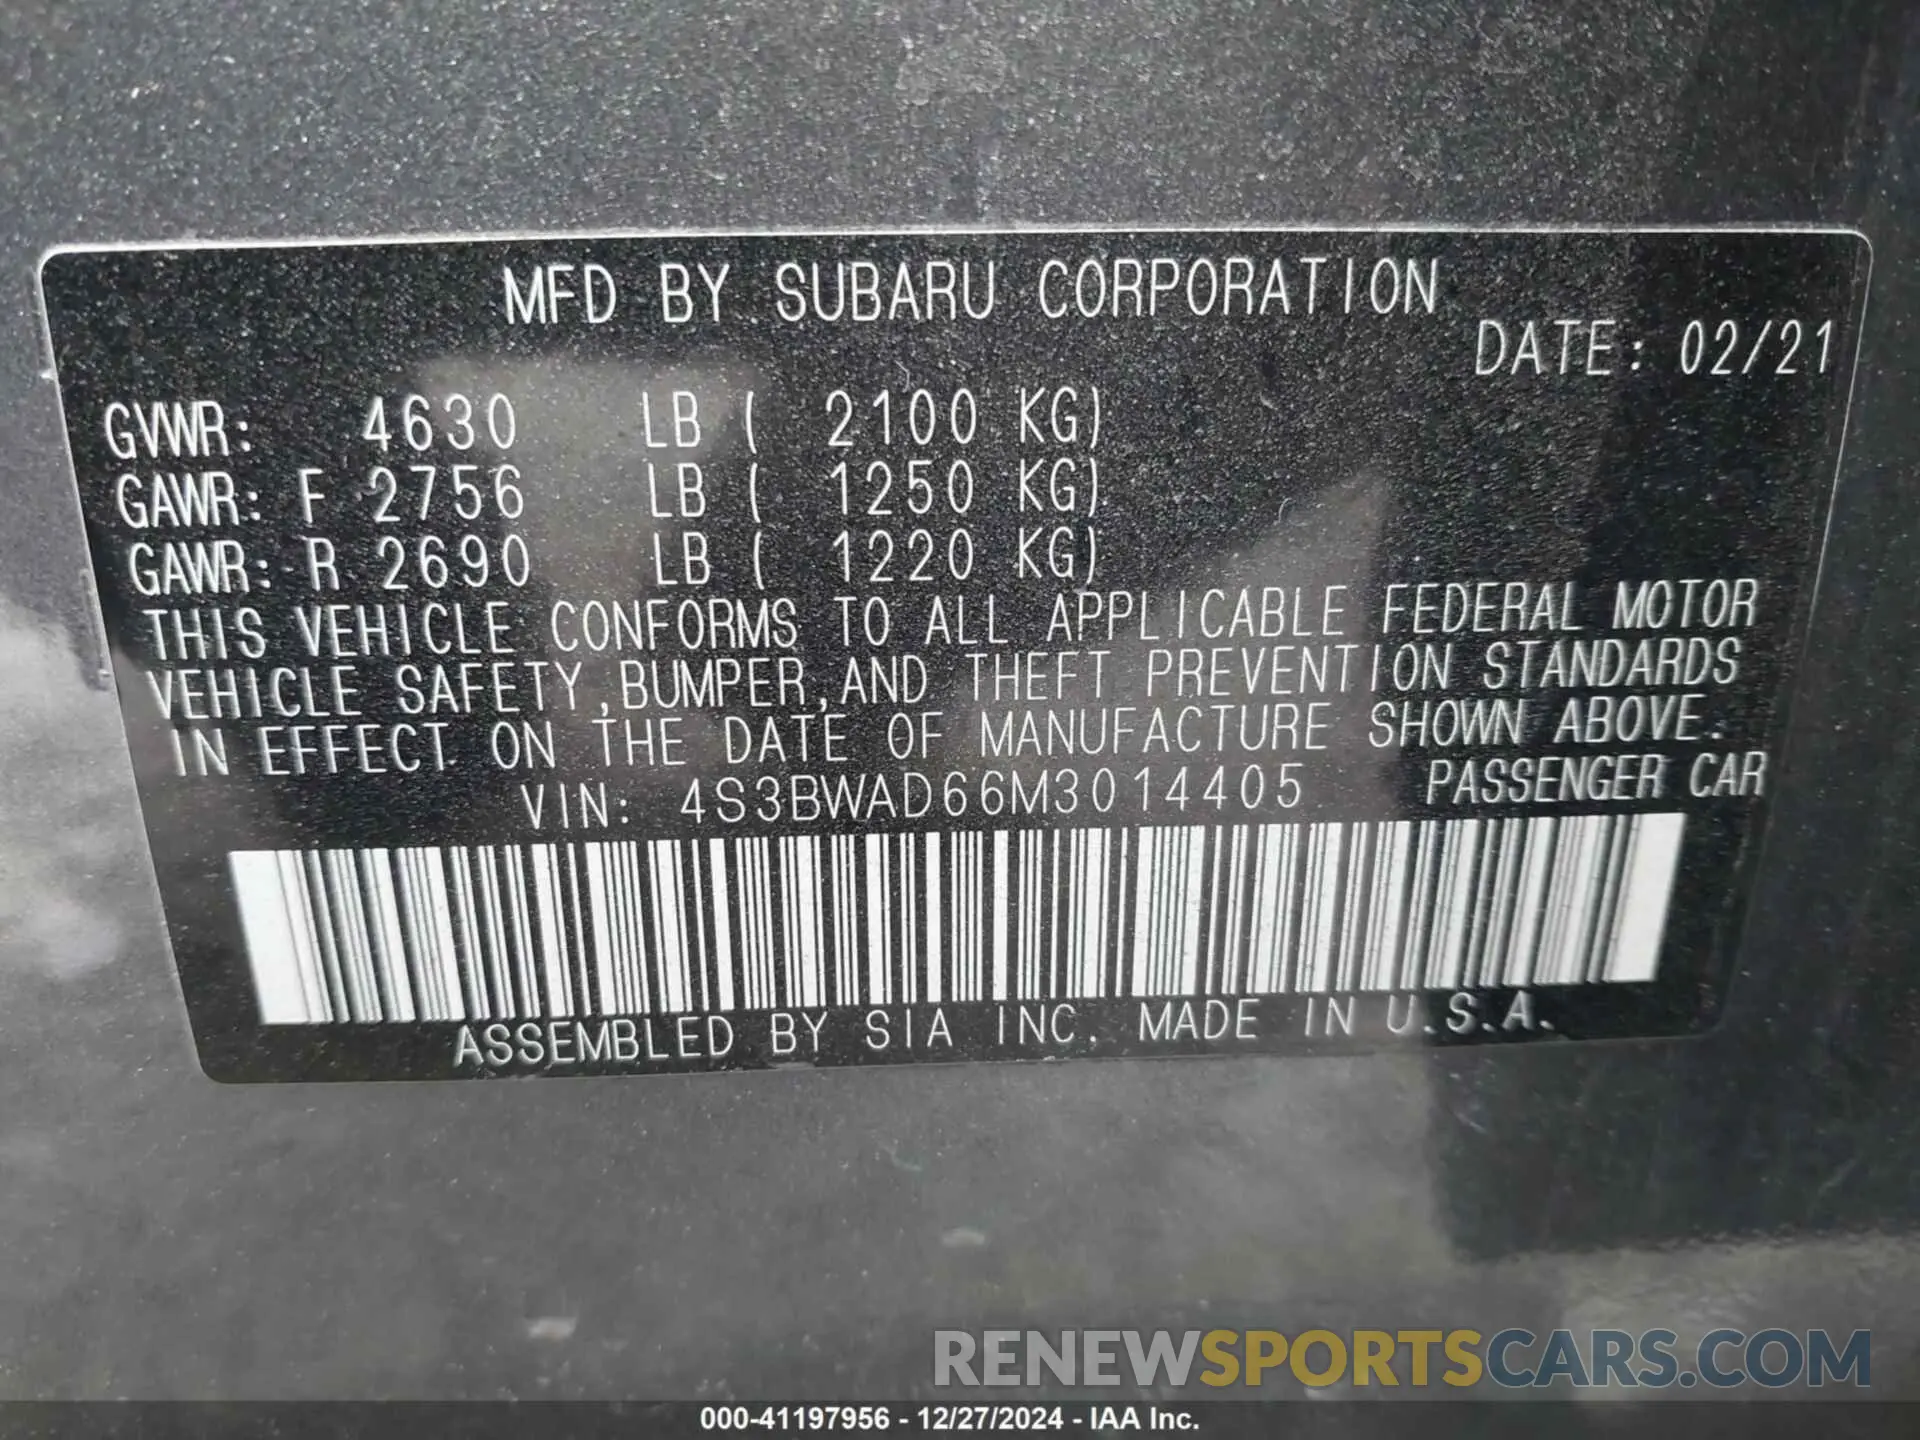 MFD BY SUBARU CORPORATION
DATE: 02/21
GVWR: 4630 LB ( 2100 KG)
GAWR: F 2756 LB ( 1250 KG)
GAWR: R 2690 LB ( 1220 KG)
THIS VEHICLE CONFORMS TO ALL APPLICABLE FEDERAL MOTOR
VEHICLE SAFETY,BUMPER,AND THEFT PREVENTION STANDARDS
IN EFFECT ON THE DATE OF MANUFACTURE SHOWN ABOVE.
VIN: 4S3BWAD66M3014405 PASSENGER CAR
ASSEMBLED BY SIA INC. MADE IN U.S.A.
RENEWSPORTSCARS.COM
000-41197956 - 12/27/2024 - IAA Inc.